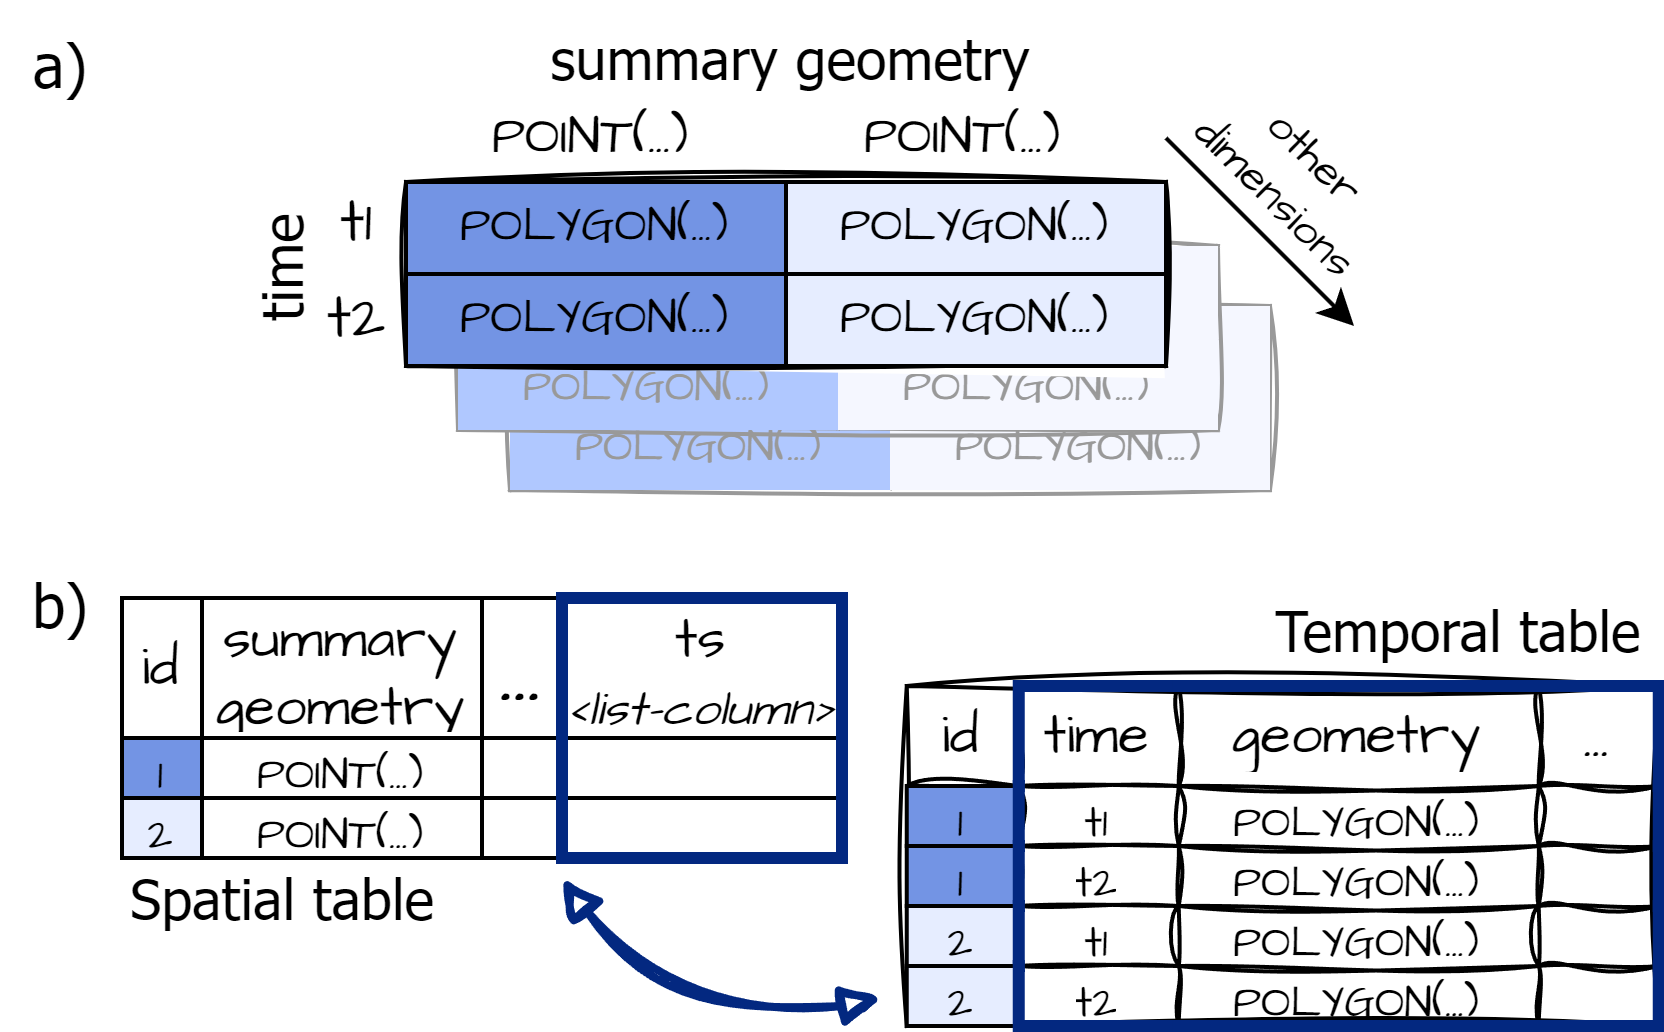 a)
summary geometry
POINT(...) POINT(...)
other
dimensions
time
t1 POLYGON(...) POLYGON(...)
t2 POLYGON(...) POLYGON(...)
POLYGON(...) POLYGON(...)
POLYGON(...) POLYGON(...)
b)
id summary geometry ... ts <list-column>
1 POINT(...)
2 POINT(...)
Spatial table
Temporal table
id time geometry ...
1 t1 POLYGON(...)
1 t2 POLYGON(...)
2 t1 POLYGON(...)
2 t2 POLYGON(...)